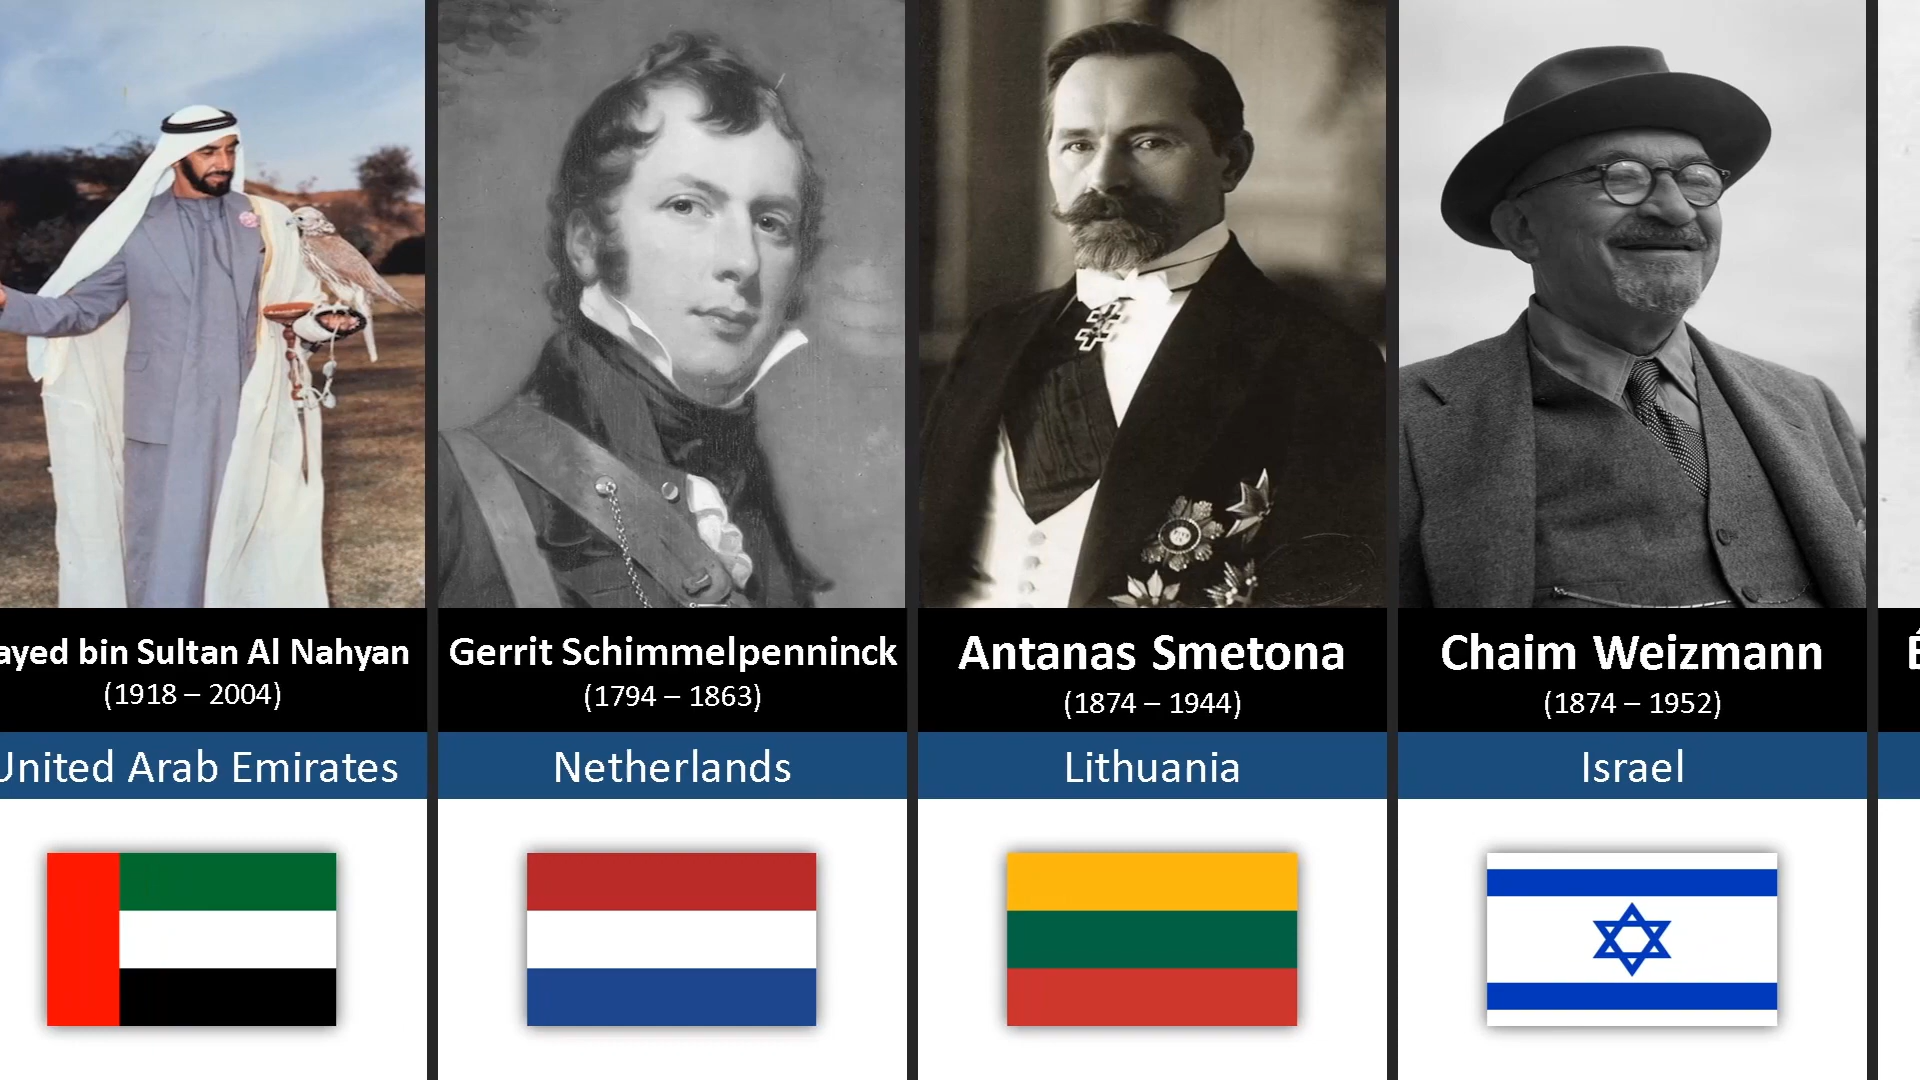 ayed bin Sultan Al Nahyan
(1918 – 2004)
United Arab Emirates
Gerrit Schimmelpenninck
(1794 – 1863)
Netherlands
Antanas Smetona
(1874 – 1944)
Lithuania
Chaim Weizmann
(1874 – 1952)
Israel